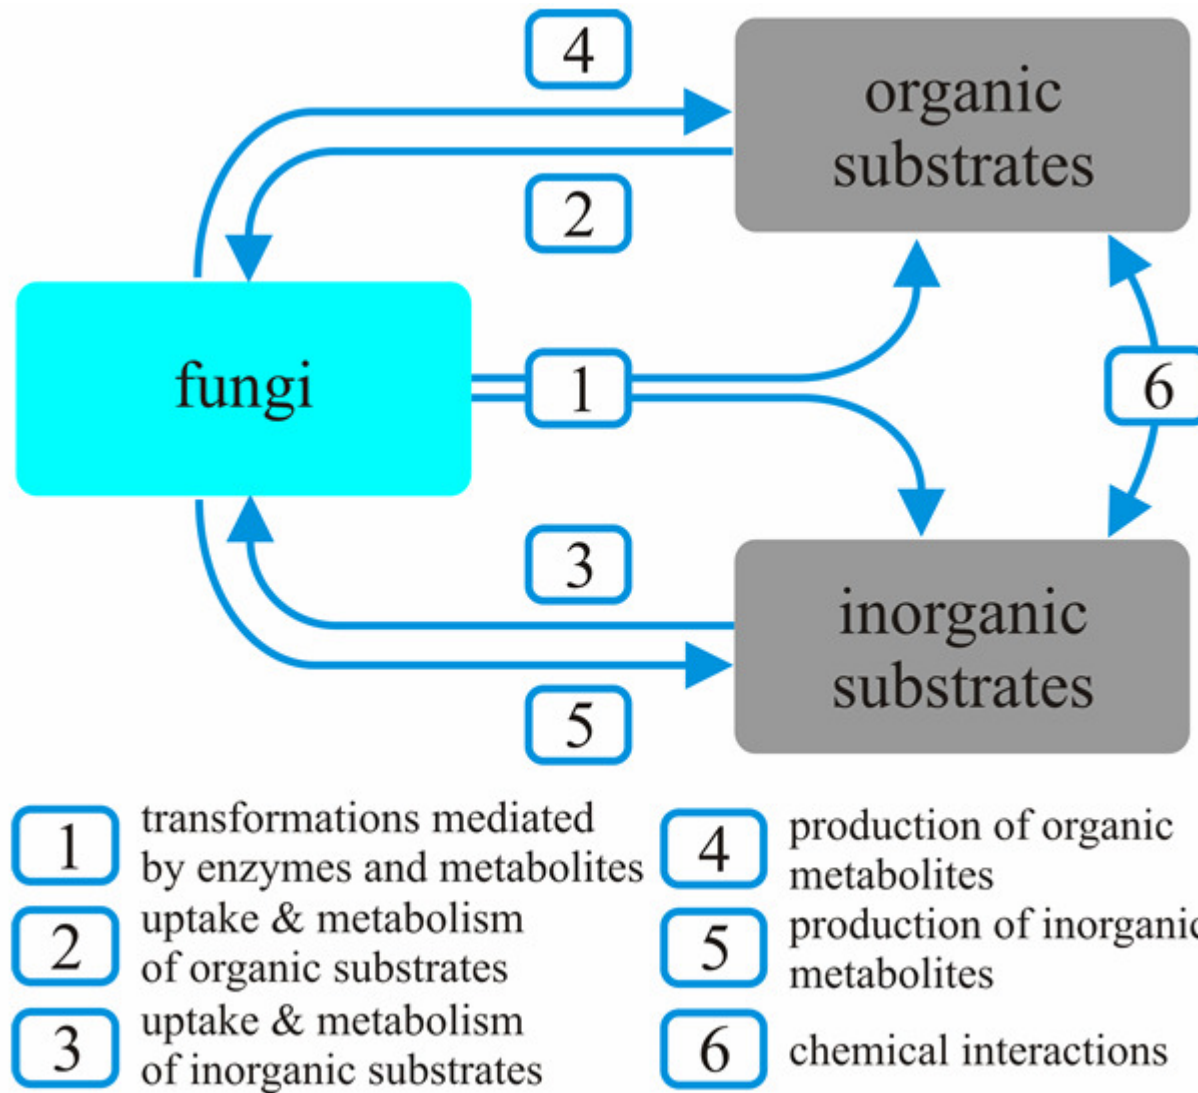 4
organic
substrates
2
fungi
1
6
3
inorganic
substrates
5
1
transformations mediated
by enzymes and metabolites
2
uptake & metabolism
of organic substrates
3
uptake & metabolism
of inorganic substrates
4
production of organic
metabolites
5
production of inorganic
metabolites
6
chemical interactions